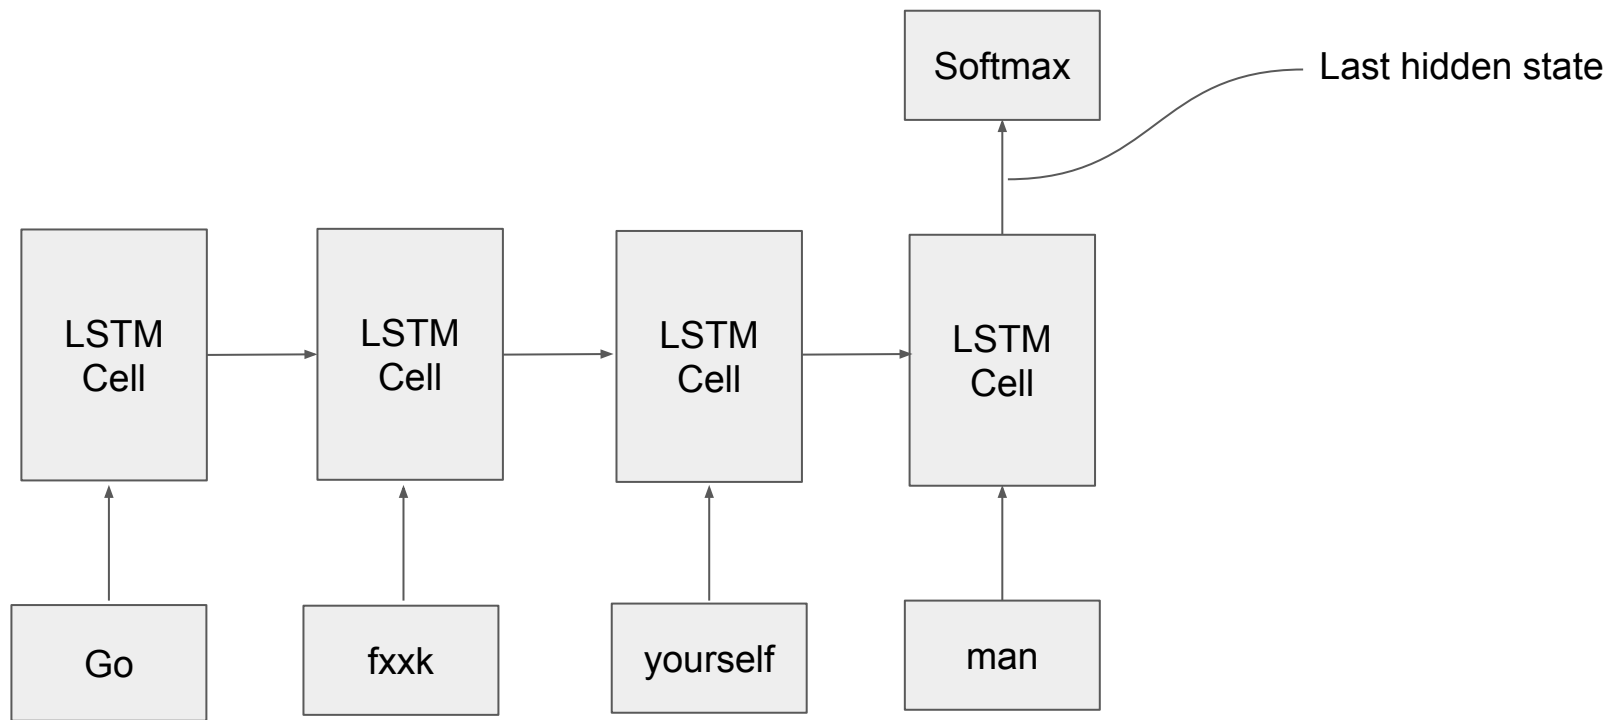 Softmax
Last hidden state
LSTM
Cell
LSTM
Cell
LSTM
Cell
LSTM
Cell
Go
fxxk
yourself
man